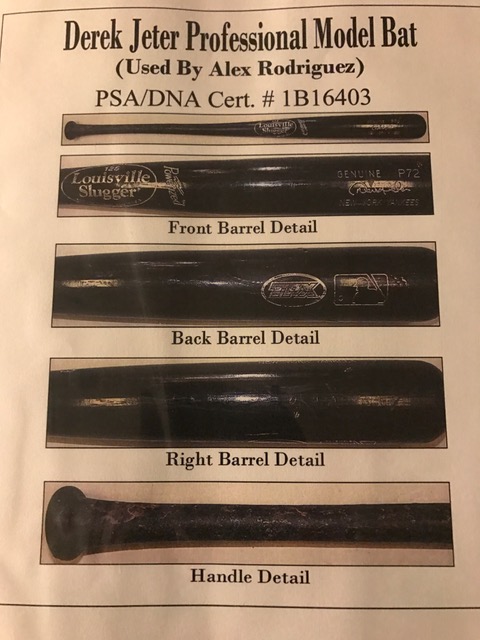 Derek Jeter Professional Model Bat
(Used By Alex Rodriguez)
PSA/DNA Cert. # 1B16403
Louisville
Slugger
125
Louisville
Slugger
GENUINE P72
NEW YORK YANKEES
Front Barrel Detail
Back Barrel Detail
Right Barrel Detail
Handle Detail